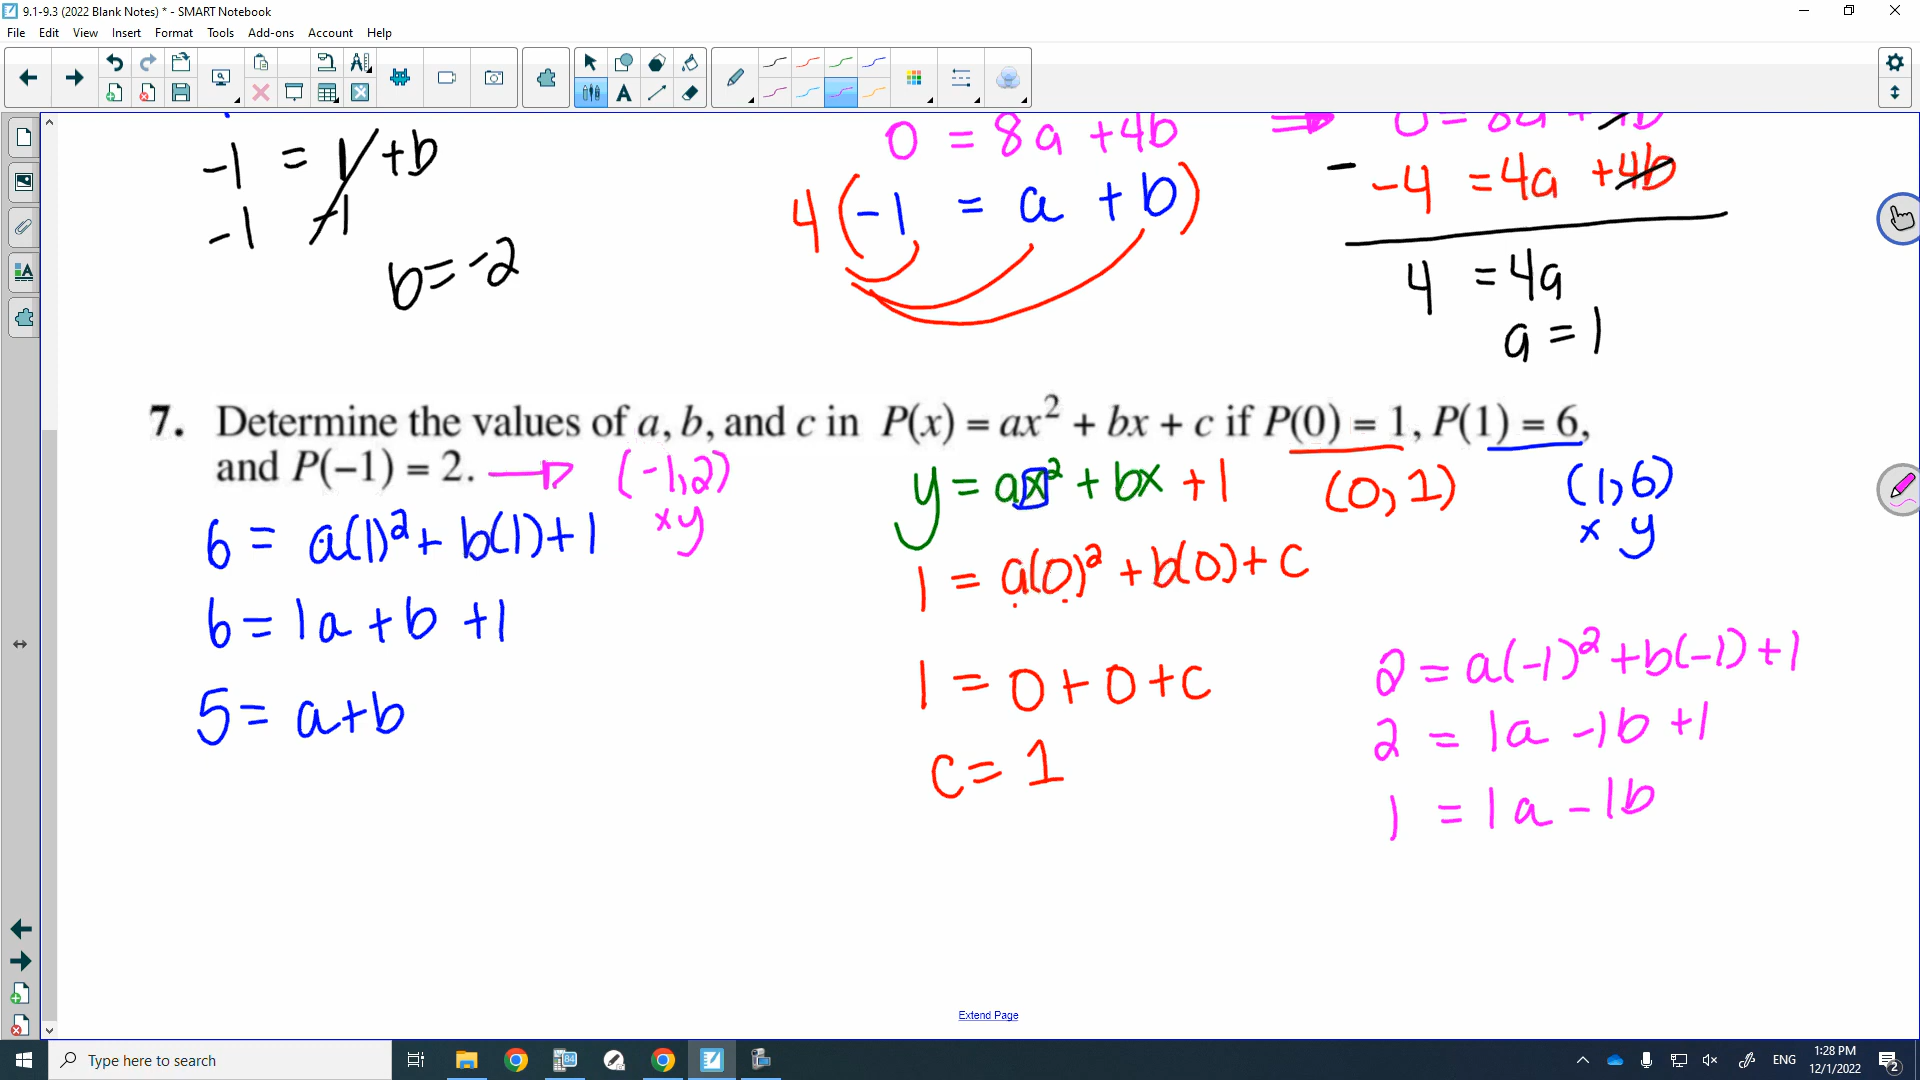 9.1-9.3 (2022 Blank Notes) * - SMART Notebook
File Edit View Insert Format Tools Add-ons Account Help
-1 = 1 + b
-1 -1
b = -2
0 = 8a + 4b
4(-1 = a + b)
0 = 8a + 4b
- -4 = 4a + 4b
4 = 4a
a = 1
7. Determine the values of a, b, and c in P(x) = ax² + bx + c if P(0) = 1, P(1) = 6,
and P(−1) = 2. → (-1,2)
x y
y = ax² + bx + 1
(0,1)
(1,6)
x y
6 = a(1)² + b(1) + 1
6 = 1a + b + 1
5 = a + b
1 = a(0)² + b(0) + c
1 = 0 + 0 + c
c = 1
2 = a(-1)² + b(-1) + 1
2 = 1a - 1b + 1
1 = 1a - 1b
Extend Page
Type here to search
84
ENG
1:28 PM
12/1/2022
2